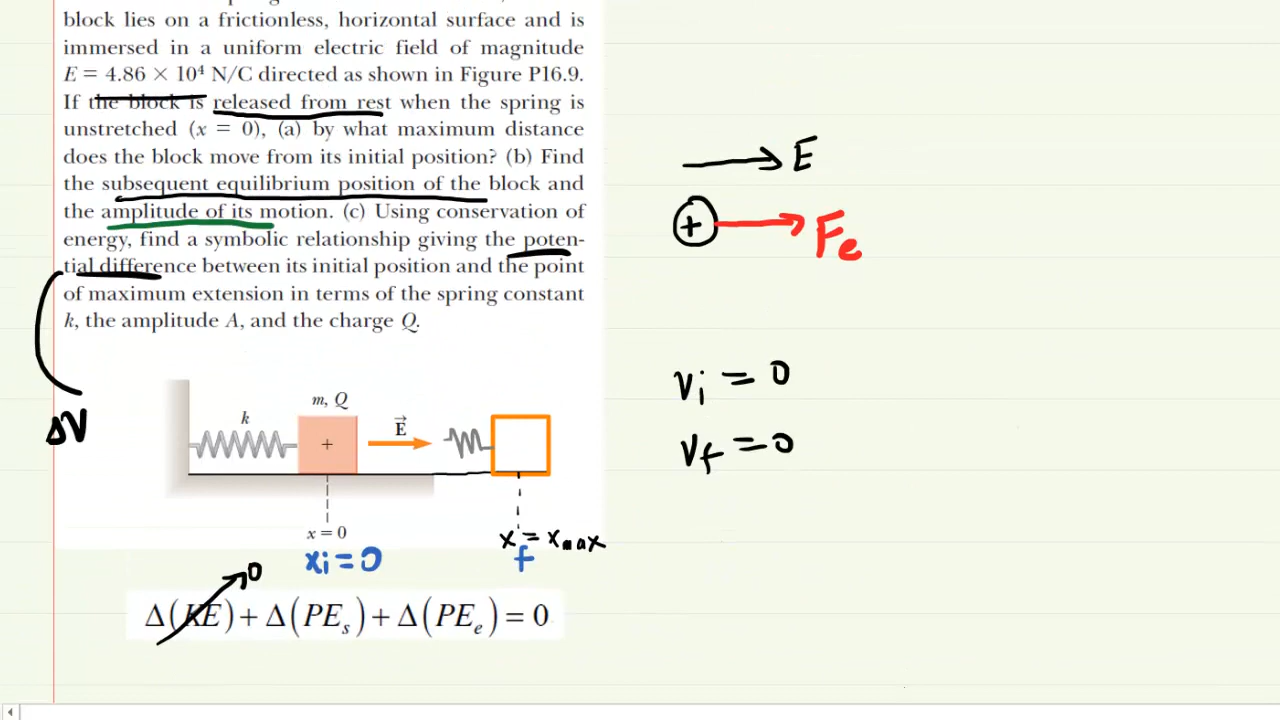 block lies on a frictionless, horizontal surface and is
immersed in a uniform electric field of magnitude
E = 4.86 × 10⁴ N/C directed as shown in Figure P16.9.
If the block is released from rest when the spring is
unstretched (x = 0), (a) by what maximum distance
does the block move from its initial position? (b) Find
the subsequent equilibrium position of the block and
the amplitude of its motion. (c) Using conservation of
energy, find a symbolic relationship giving the poten-
tial difference between its initial position and the point
of maximum extension in terms of the spring constant
k, the amplitude A, and the charge Q.
E
+ Fe
vi = 0
vf = 0
ΔV
m, Q
k
E⃗
+
x = 0
x = xmax
xi = 0
f
0
Δ(KE) + Δ(PEs) + Δ(PEe) = 0